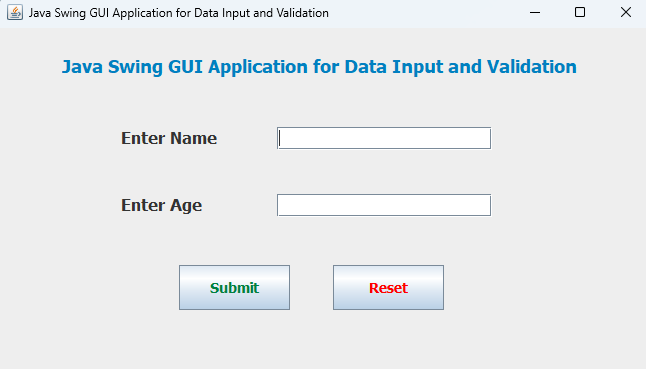 Java Swing GUI Application for Data Input and Validation
Java Swing GUI Application for Data Input and Validation
Enter Name
Enter Age
Submit Reset